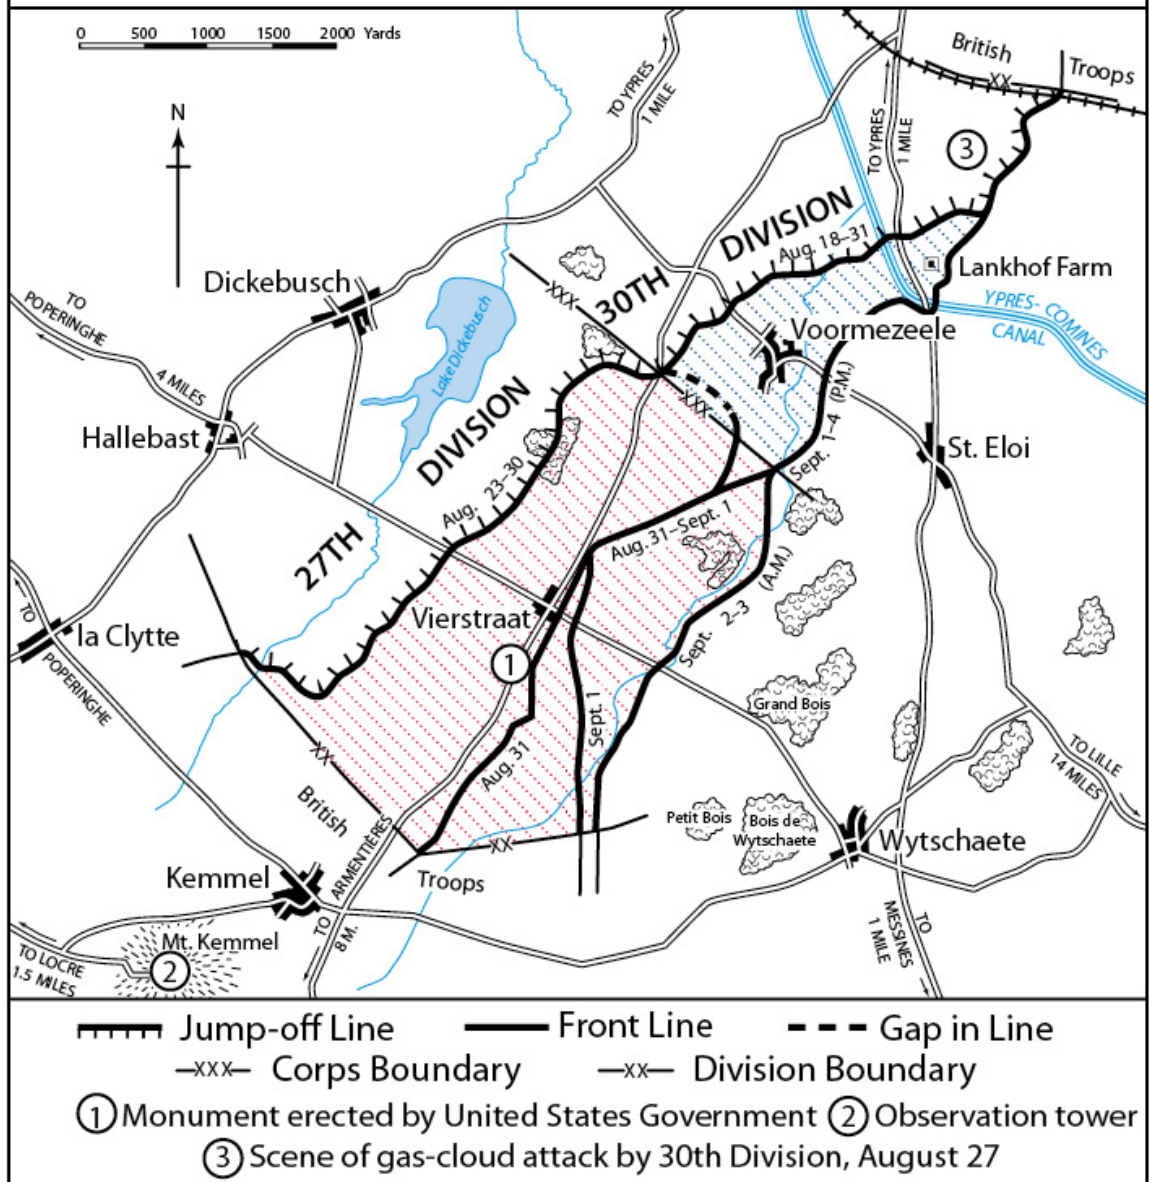 0 500 1000 1500 2000 Yards
N
British
Troops
XX
TO YPRES
1 MILE
TO YPRES
1 MILE
3
30TH DIVISION
Aug. 18–31
Lankhof Farm
YPRES- COMINES
CANAL
Dickebusch
XXX
Lake Dickebusch
Voormezeele
TO
POPERINGHE
4 MILES
Hallebast
27TH DIVISION
Aug. 23–30
XXX
Sept. 1–4 (P.M.)
St. Eloi
Aug. 31–Sept. 1
Vierstraat
1
Sept. 2–3 (A.M.)
la Clytte
TO
POPERINGHE
Grand Bois
Sept. 1
Aug. 31
XX
British
Troops
XX
TO LILLE
14 MILES
Petit Bois
Bois de
Wytschaete
Wytschaete
Kemmel
TO ARMENTIÈRES
8 M.
Mt. Kemmel
2
TO LOCRE
1.5 MILES
TO
MESSINES
1 MILE
Jump-off Line Front Line Gap in Line
XXX Corps Boundary XX Division Boundary
1 Monument erected by United States Government 2 Observation tower
3 Scene of gas-cloud attack by 30th Division, August 27